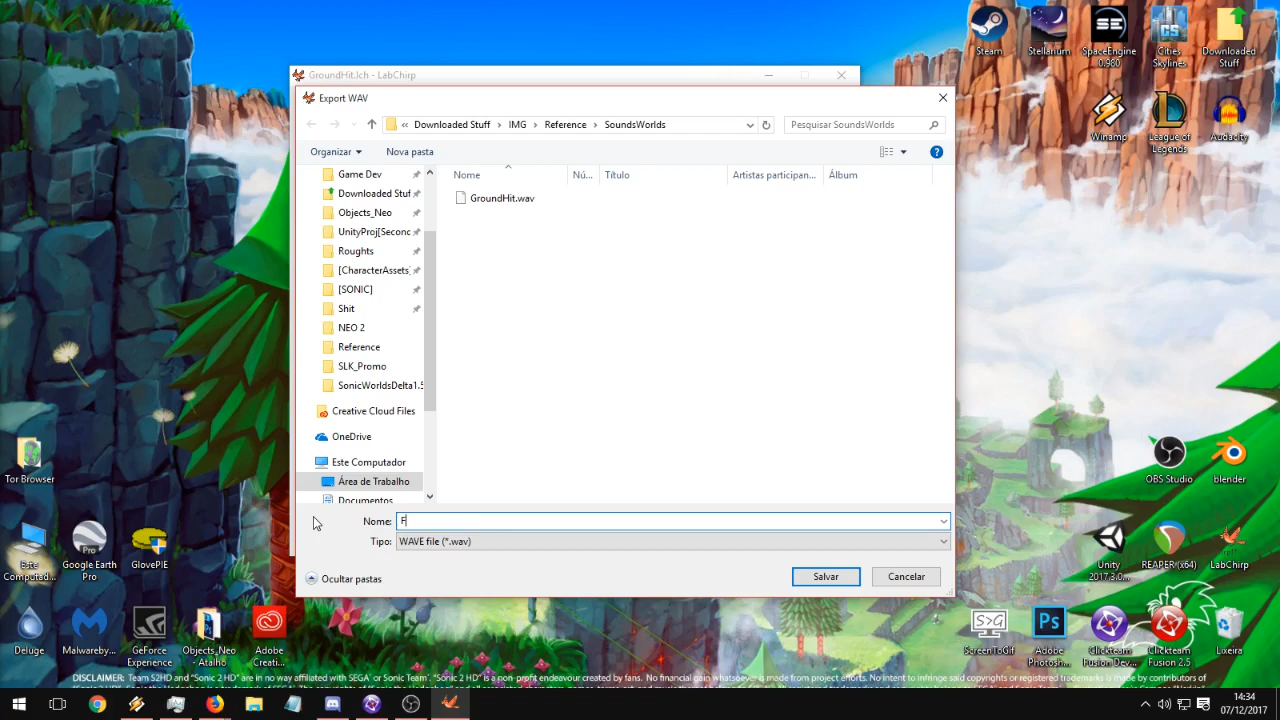 Steam
Stellarium
SpaceEngine
0.980
Cities
Skylines
Downloaded
Stuff
GroundHit.lch - LabChirp
Export WAV
« Downloaded Stuff › IMG › Reference › SoundsWorlds
Pesquisar SoundsWorlds
Organizar
Nova pasta
Winamp
League of
Legends
Audacity
Nome
Nú...
Título
Artistas participan...
Álbum
Game Dev
Downloaded Stuf
Objects_Neo
UnityProj[Secon
Roughts
[CharacterAssets]
[SONIC]
Shit
NEO 2
Reference
SLK_Promo
SonicWorldsDelta1.5
Creative Cloud Files
OneDrive
Este Computador
Área de Trabalho
Documentos
GroundHit.wav
Tor Browser
OBS Studio
blender
Nome:
F
Tipo:
WAVE file (*.wav)
Ocultar pastas
Salvar
Cancelar
Este
Computad...
Google Earth
Pro
GlovePIE
Unity
2017.3.0...
REAPER (x64)
LabChirp
Deluge
Malwareby...
GeForce
Experience
Objects_Neo
- Atalho
Adobe
Creati...
S>G
ScreenToGif
Adobe
Photosh...
Clickteam
Fusion Dev...
Clickteam
Fusion 2.5
Lixeira
DISCLAIMER: Team S2HD and "Sonic 2 HD" are in no way affiliated with SEGA or Sonic Team". "Sonic 2 HD" is a non-profit endeavour created by fans. No financial gain whatsoever is made from project efforts. No intent to infringe said copyrights or registered trademarks is made by contributors of
14:34
07/12/2017